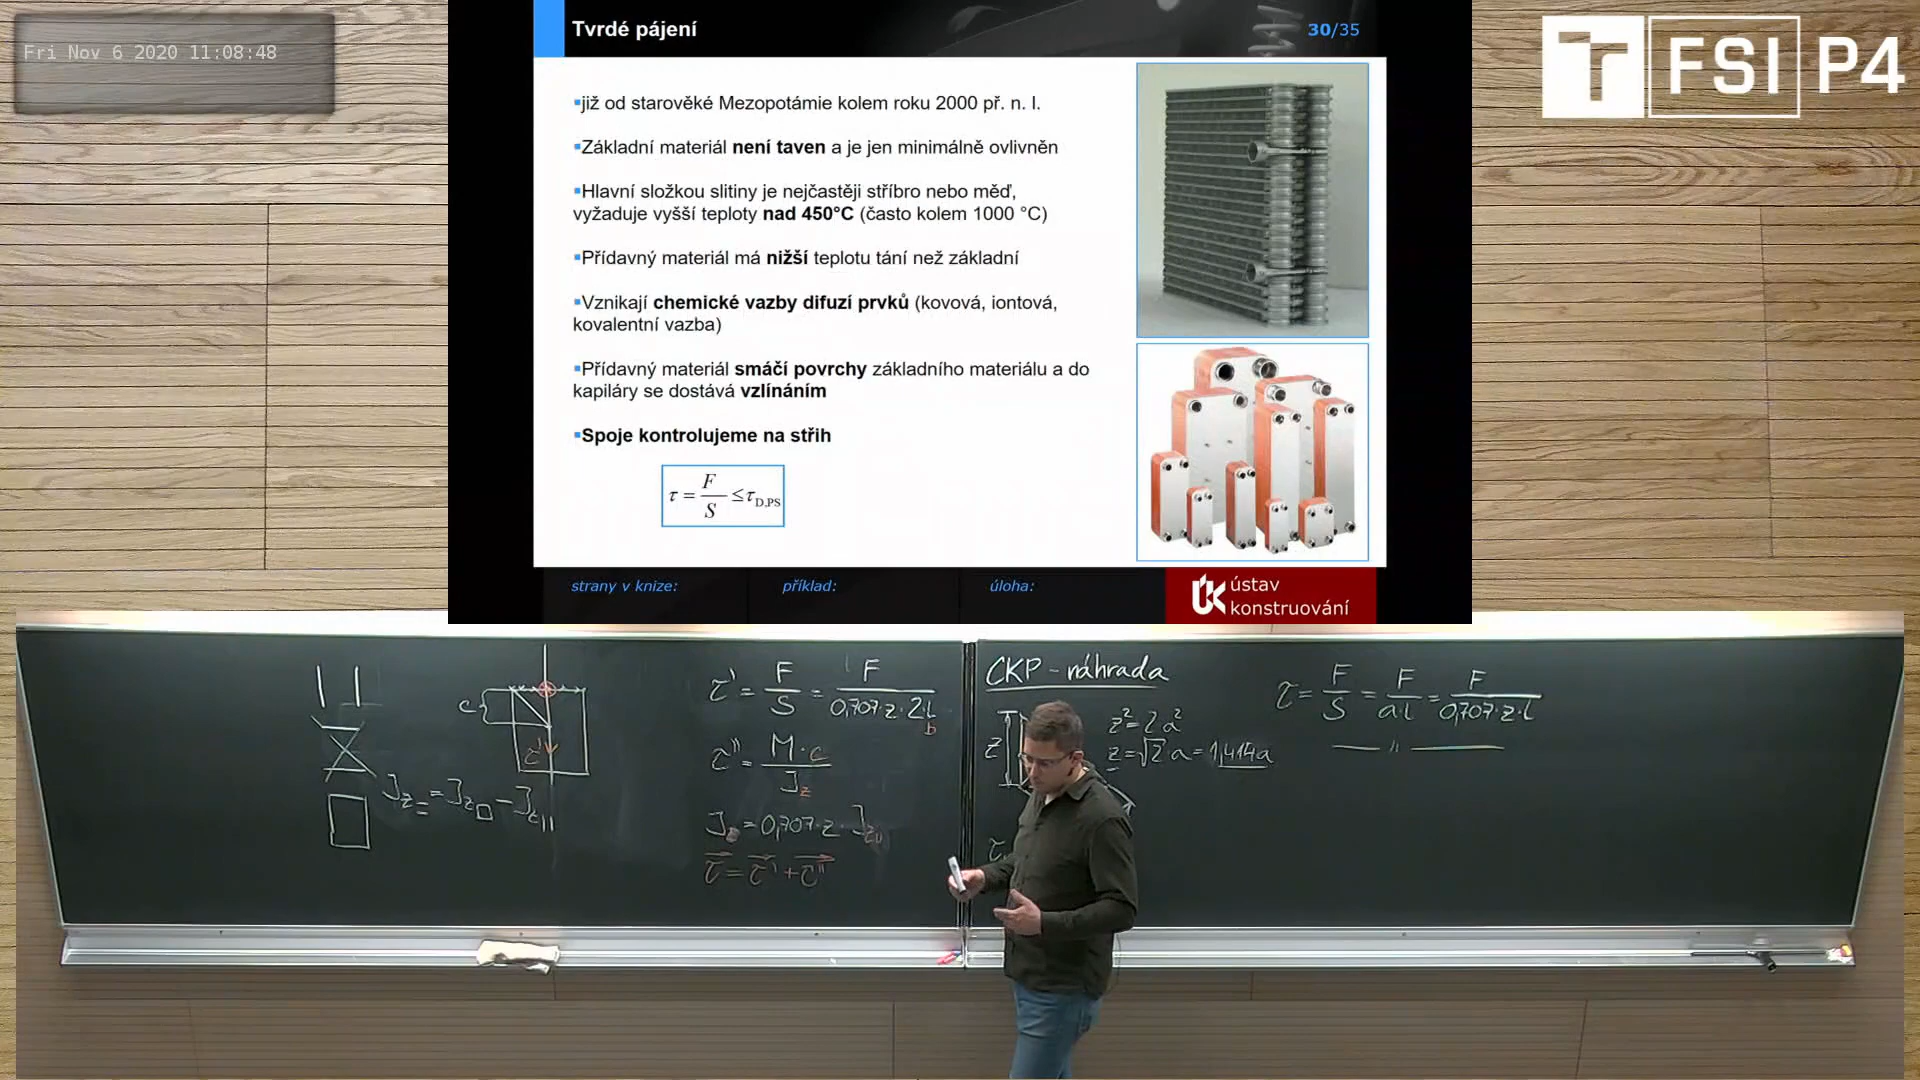 Fri Nov 6 2020 11:08:48
Tvrdé pájení
30/35
FSI P4
▪již od starověké Mezopotámie kolem roku 2000 př. n. l.
▪Základní materiál není taven a je jen minimálně ovlivněn
▪Hlavní složkou slitiny je nejčastěji stříbro nebo měď,
vyžaduje vyšší teploty nad 450°C (často kolem 1000 °C)
▪Přídavný materiál má nižší teplotu tání než základní
▪Vznikají chemické vazby difuzí prvků (kovová, iontová,
kovalentní vazba)
▪Přídavný materiál smáčí povrchy základního materiálu a do
kapiláry se dostává vzlínáním
▪Spoje kontrolujeme na střih
τ = F/S ≤ τ D,PS
strany v knize:
příklad:
úloha:
ústav
konstruování
c
τ'
J z= = J z□ - J z||
τ' = F/S = F/(0,707·z·2·l)
b
τ'' = M·c/J z
J = 0,707·z·J z
τ = τ' + τ''
CKP - náhrada
z
z² = 2a²
z = √2 a = 1,414a
τ
τ = F/S = F/(a·l) = F/(0,707·z·l)
— || —